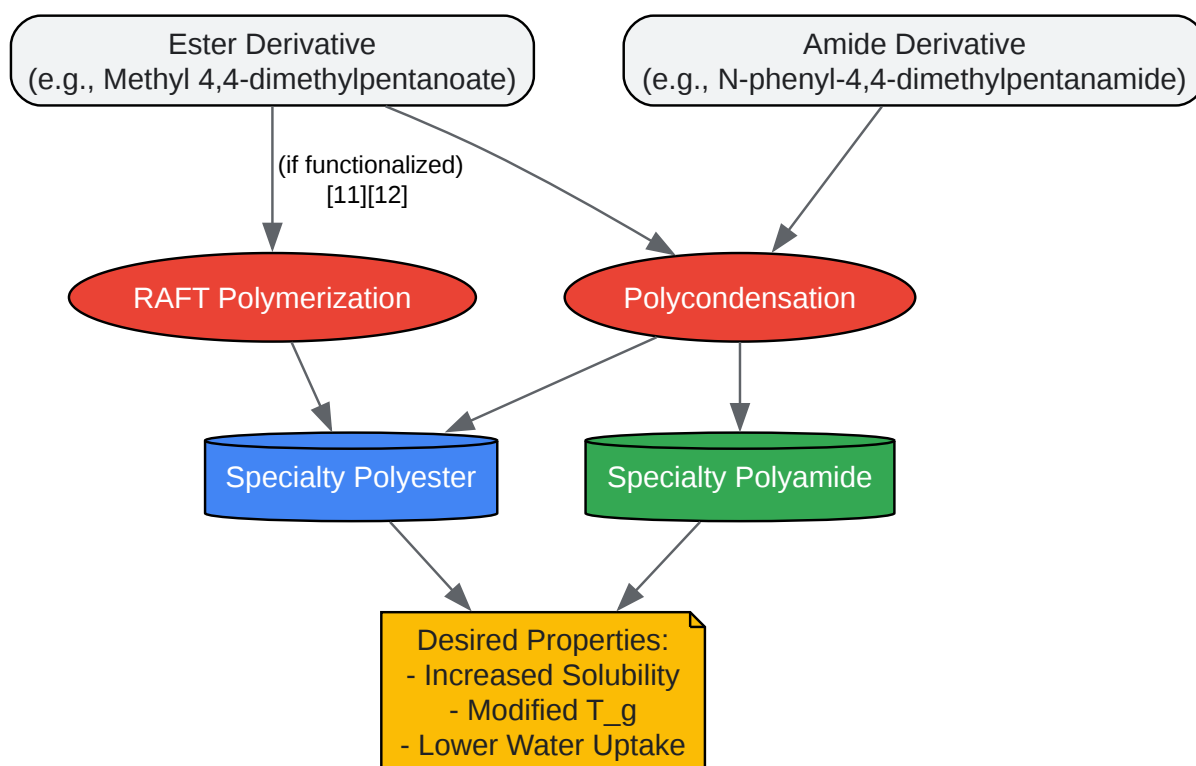 Ester Derivative
(e.g., Methyl 4,4-dimethylpentanoate)
Amide Derivative
(e.g., N-phenyl-4,4-dimethylpentanamide)
(if functionalized)
[11][12]
RAFT Polymerization
Polycondensation
Specialty Polyester
Specialty Polyamide
Desired Properties:
- Increased Solubility
- Modified T_g
- Lower Water Uptake